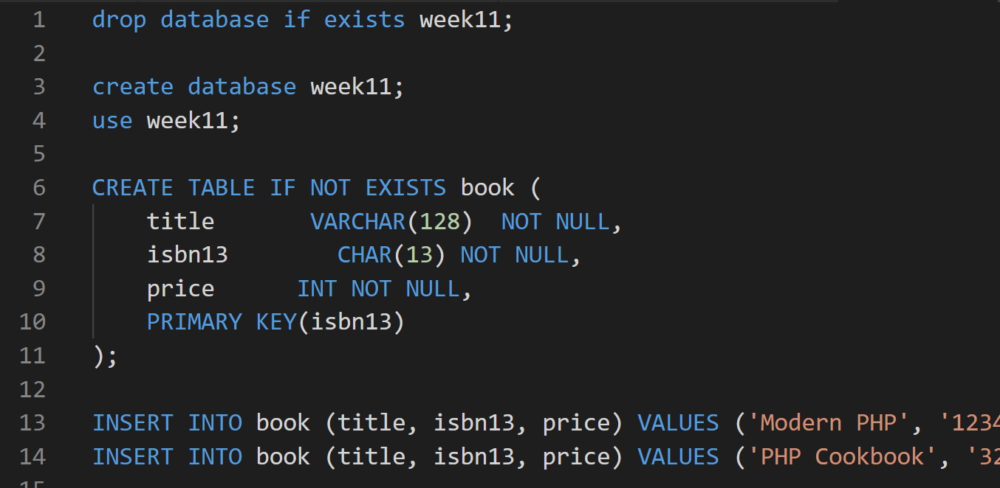 1 drop database if exists week11;
2
3 create database week11;
4 use week11;
5
6 CREATE TABLE IF NOT EXISTS book (
7 title VARCHAR(128) NOT NULL,
8 isbn13 CHAR(13) NOT NULL,
9 price INT NOT NULL,
10 PRIMARY KEY(isbn13)
11 );
12
13 INSERT INTO book (title, isbn13, price) VALUES ('Modern PHP', '1234
14 INSERT INTO book (title, isbn13, price) VALUES ('PHP Cookbook', '32
15